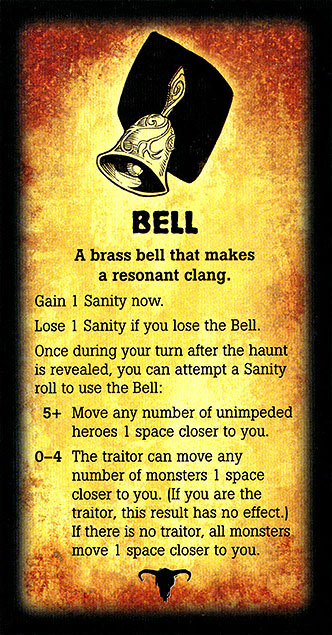 BELL
A brass bell that makes
a resonant clang.
Gain 1 Sanity now.
Lose 1 Sanity if you lose the Bell.
Once during your turn after the haunt
is revealed, you can attempt a Sanity
roll to use the Bell:
5+ Move any number of unimpeded
heroes 1 space closer to you.
0–4 The traitor can move any
number of monsters 1 space
closer to you. (If you are the
traitor, this result has no effect.)
If there is no traitor, all monsters
move 1 space closer to you.